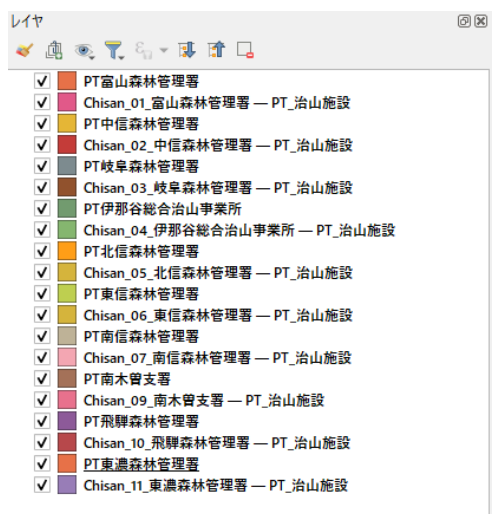 レイヤ
PT富山森林管理署
Chisan_01_富山森林管理署 — PT_治山施設
PT中信森林管理署
Chisan_02_中信森林管理署 — PT_治山施設
PT岐阜森林管理署
Chisan_03_岐阜森林管理署 — PT_治山施設
PT伊那谷総合治山事業所
Chisan_04_伊那谷総合治山事業所 — PT_治山施設
PT北信森林管理署
Chisan_05_北信森林管理署 — PT_治山施設
PT東信森林管理署
Chisan_06_東信森林管理署 — PT_治山施設
PT南信森林管理署
Chisan_07_南信森林管理署 — PT_治山施設
PT南木曽支署
Chisan_09_南木曽支署 — PT_治山施設
PT飛騨森林管理署
Chisan_10_飛騨森林管理署 — PT_治山施設
PT東濃森林管理署
Chisan_11_東濃森林管理署 — PT_治山施設